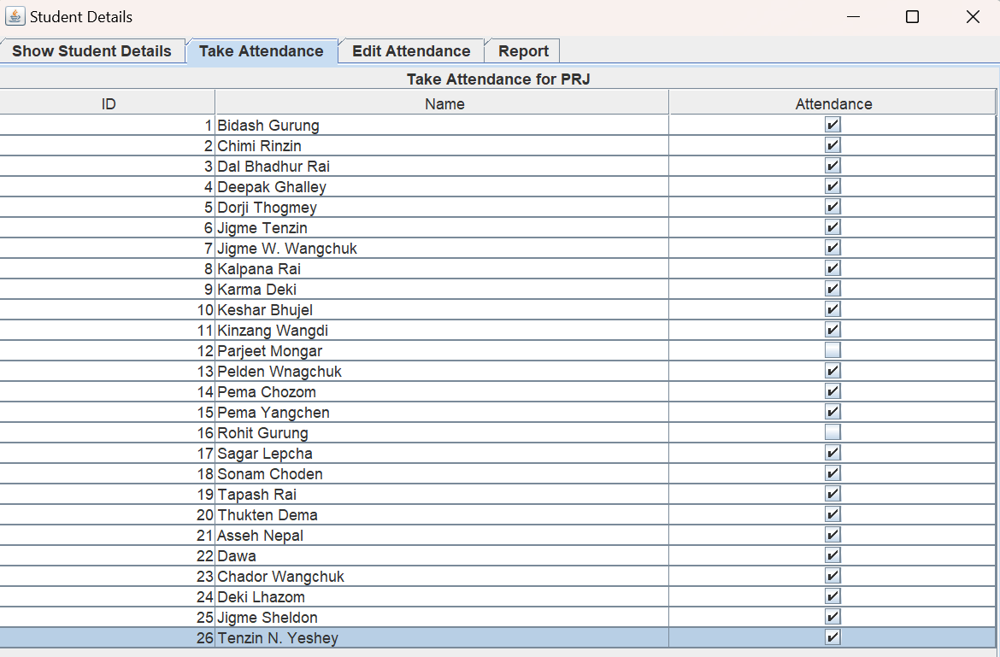 Student Details
Show Student Details Take Attendance Edit Attendance Report
Take Attendance for PRJ
ID Name Attendance
1 Bidash Gurung
2 Chimi Rinzin
3 Dal Bhadhur Rai
4 Deepak Ghalley
5 Dorji Thogmey
6 Jigme Tenzin
7 Jigme W. Wangchuk
8 Kalpana Rai
9 Karma Deki
10 Keshar Bhujel
11 Kinzang Wangdi
12 Parjeet Mongar
13 Pelden Wnagchuk
14 Pema Chozom
15 Pema Yangchen
16 Rohit Gurung
17 Sagar Lepcha
18 Sonam Choden
19 Tapash Rai
20 Thukten Dema
21 Asseh Nepal
22 Dawa
23 Chador Wangchuk
24 Deki Lhazom
25 Jigme Sheldon
26 Tenzin N. Yeshey